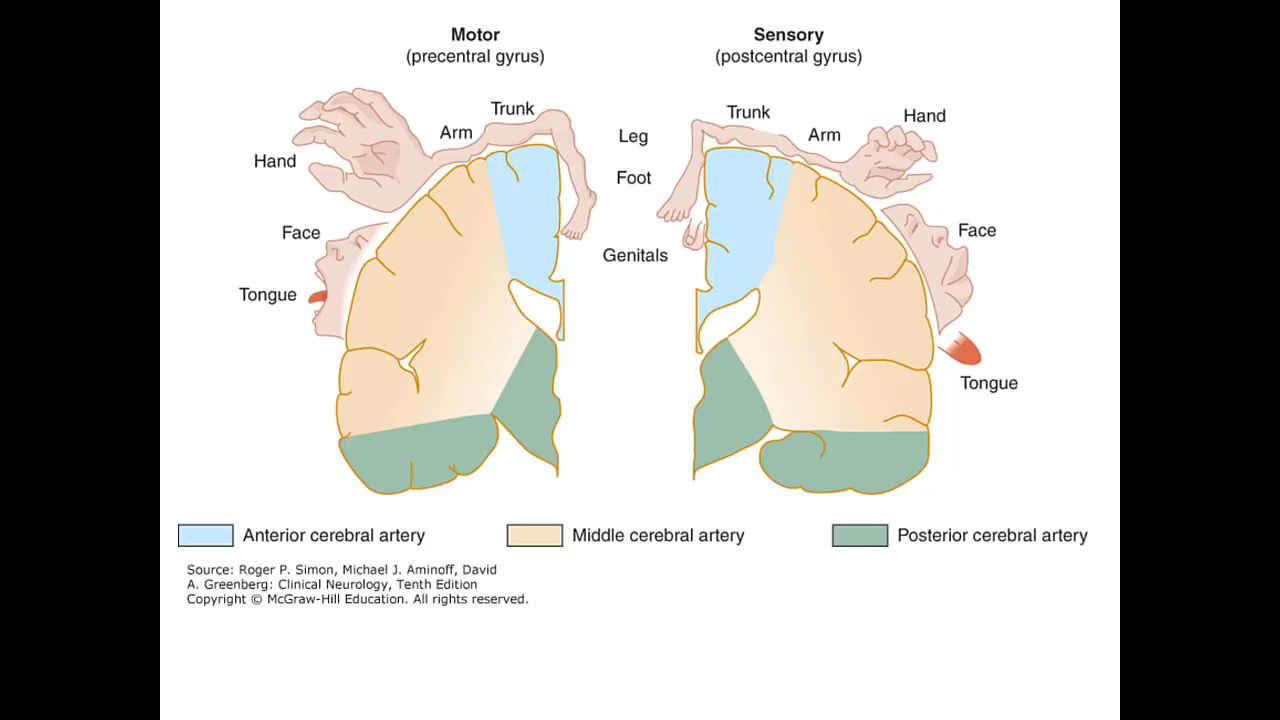 Motor
(precentral gyrus)
Sensory
(postcentral gyrus)
Trunk
Arm
Hand
Face
Tongue
Leg
Foot
Genitals
Trunk
Arm
Hand
Face
Tongue
Anterior cerebral artery
Middle cerebral artery
Posterior cerebral artery
Source: Roger P. Simon, Michael J. Aminoff, David
A. Greenberg: Clinical Neurology, Tenth Edition
Copyright © McGraw-Hill Education. All rights reserved.